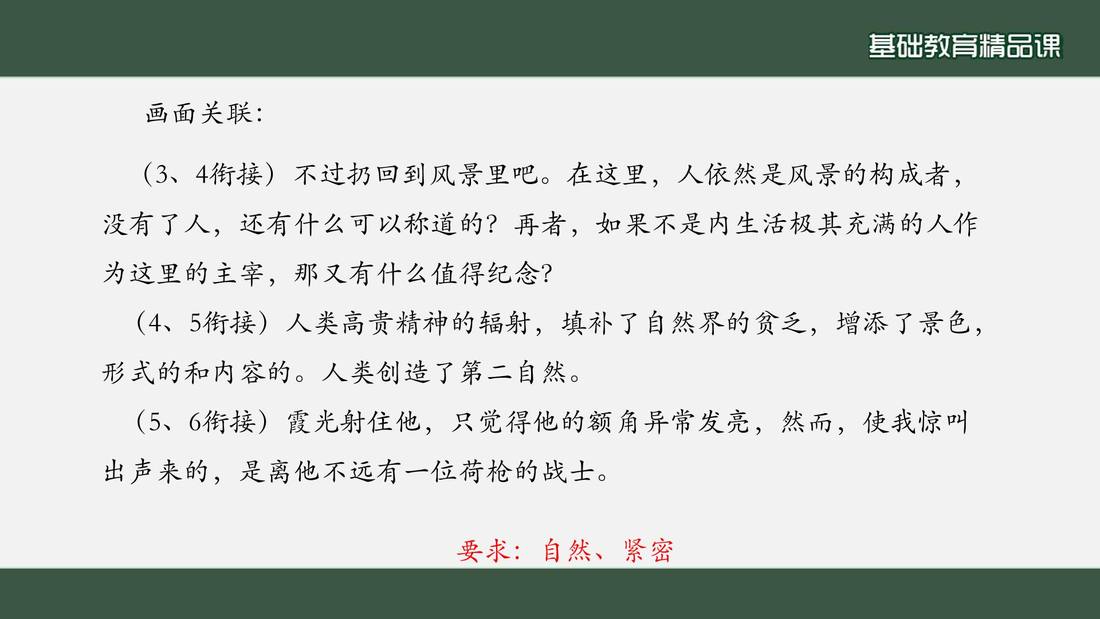 基础教育精品课
画面关联：
（3、4衔接）不过扔回到风景里吧。在这里，人依然是风景的构成者，
没有了人，还有什么可以称道的？再者，如果不是内生活极其充满的人作
为这里的主宰，那又有什么值得纪念？
（4、5衔接）人类高贵精神的辐射，填补了自然界的贫乏，增添了景色，
形式的和内容的。人类创造了第二自然。
（5、6衔接）霞光射住他，只觉得他的额角异常发亮，然而，使我惊叫
出声来的，是离他不远有一位荷枪的战士。
要求：自然、紧密